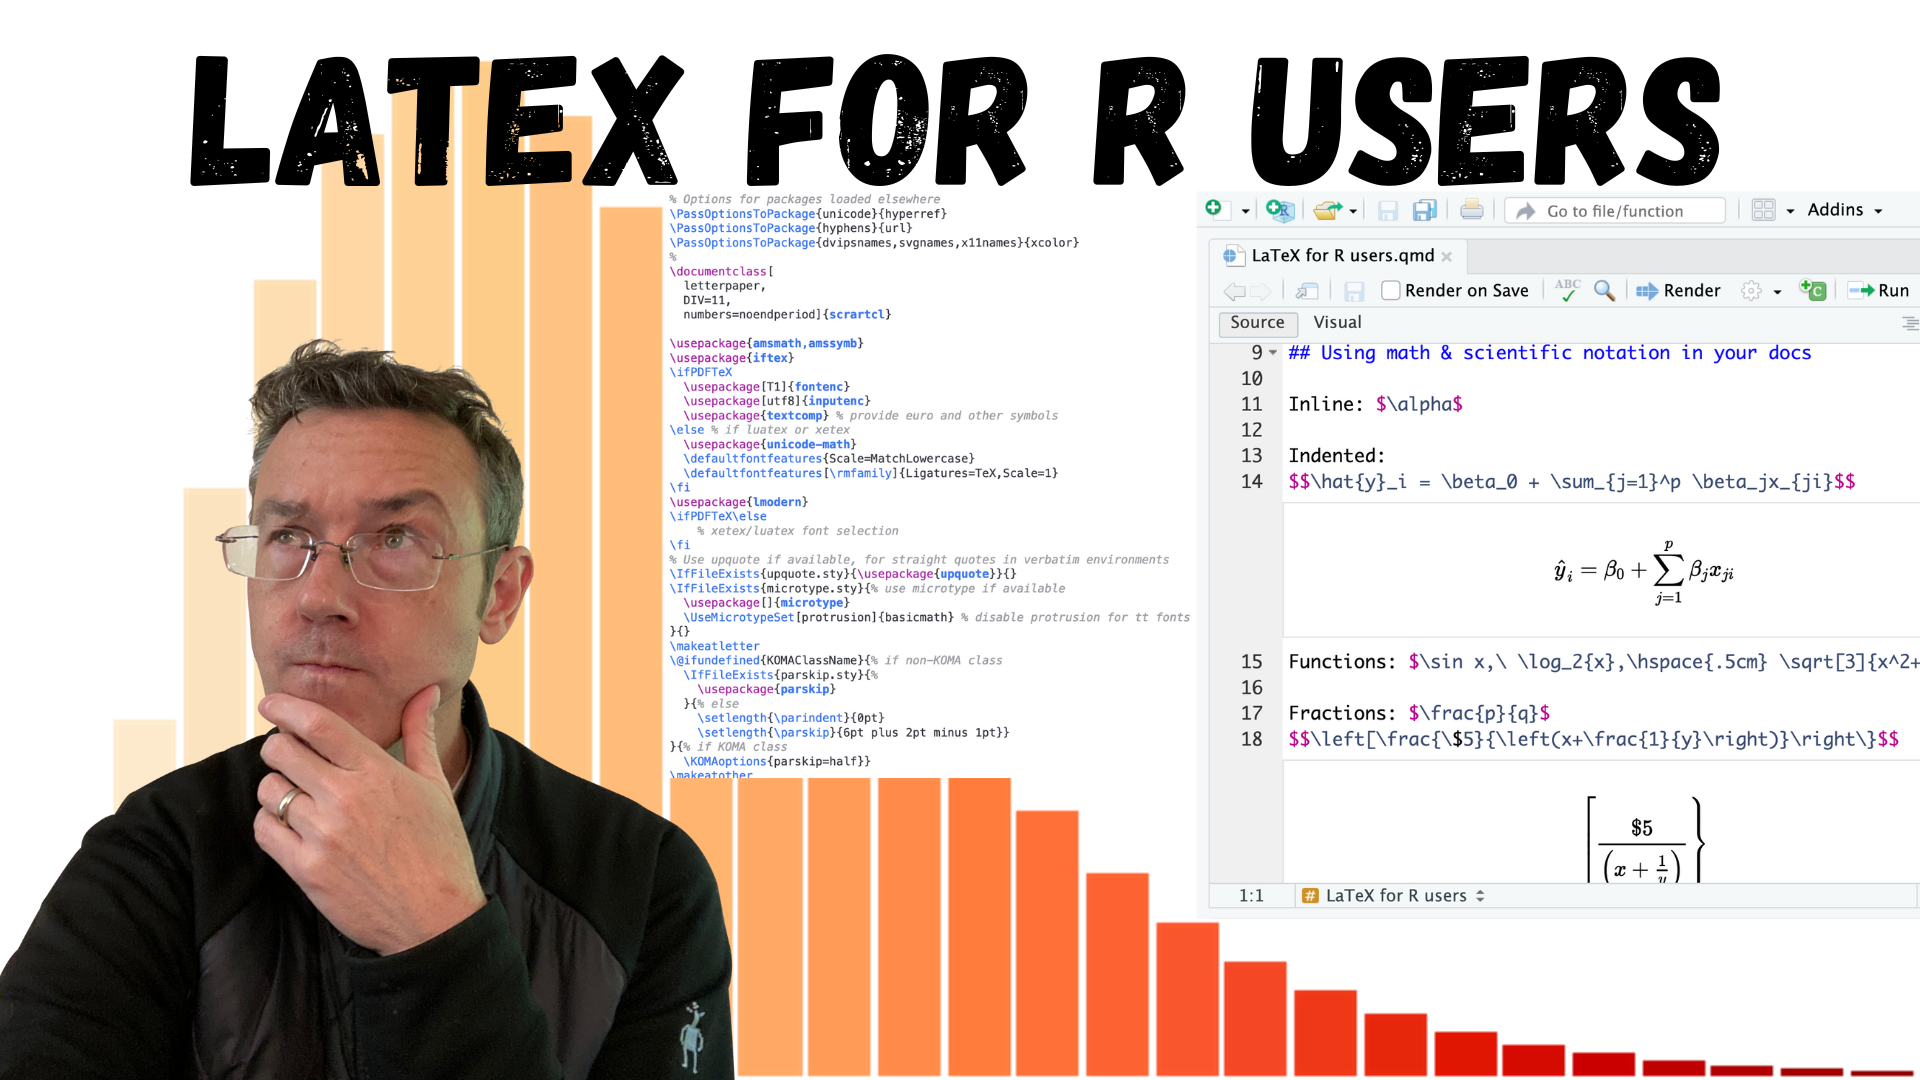 LATEX FOR R USERS
% Options for packages loaded elsewhere
\PassOptionsToPackage{unicode}{hyperref}
\PassOptionsToPackage{hyphens}{url}
\PassOptionsToPackage{dvipsnames,svgnames,x11names}{xcolor}
%
\documentclass[
  letterpaper,
  DIV=11,
  numbers=noendperiod]{scrartcl}
\usepackage{amsmath,amssymb}
\usepackage{iftex}
\ifPDFTeX
  \usepackage[T1]{fontenc}
  \usepackage[utf8]{inputenc}
  \usepackage{textcomp} % provide euro and other symbols
\else % if luatex or xetex
  \usepackage{unicode-math}
  \defaultfontfeatures{Scale=MatchLowercase}
  \defaultfontfeatures[\rmfamily]{Ligatures=TeX,Scale=1}
\fi
\usepackage{lmodern}
\ifPDFTeX\else
    % xetex/luatex font selection
\fi
% Use upquote if available, for straight quotes in verbatim environments
\IfFileExists{upquote.sty}{\usepackage{upquote}}{}
\IfFileExists{microtype.sty}{% use microtype if available
  \usepackage[]{microtype}
  \UseMicrotypeSet[protrusion]{basicmath} % disable protrusion for tt fonts
}{}
\makeatletter
\@ifundefined{KOMAClassName}{% if non-KOMA class
  \IfFileExists{parskip.sty}{%
    \usepackage{parskip}
  }{% else
    \setlength{\parindent}{0pt}
    \setlength{\parskip}{6pt plus 2pt minus 1pt}}
}{% if KOMA class
  \KOMAoptions{parskip=half}}
\makeatother
Go to file/function Addins
LaTeX for R users.qmd
Render on Save ABC Render Run
Source Visual
9 ## Using math & scientific notation in your docs
10
11 Inline: $\alpha$
12
13 Indented:
14 $$\hat{y}_i = \beta_0 + \sum_{j=1}^p \beta_jx_{ji}$$
ŷᵢ = β₀ + ∑ⱼ₌₁ᵖ βⱼxⱼᵢ
15 Functions: $\sin x,\ \log_2{x},\hspace{.5cm} \sqrt[3]{x^2+
16
17 Fractions: $\frac{p}{q}$
18 $$\left[\frac{\$5}{\left(x+\frac{1}{y}\right)}\right\}$$
$5
(x + 1/y)
1:1 # LaTeX for R users